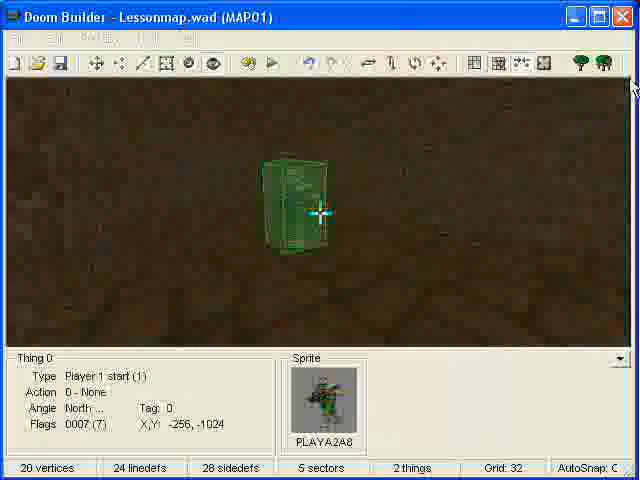 Doom Builder - Lessonmap.wad (MAP01)
Thing 0
Type Player 1 start (1)
Action 0 - None
Angle North ... Tag: 0
Flags 0007 (7) X,Y: -256, -1024
Sprite
PLAYA2A8
20 vertices 24 linedefs 28 sidedefs 5 sectors 2 things Grid: 32 AutoSnap: C